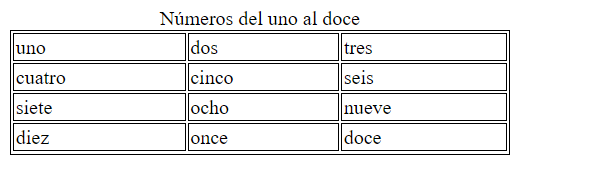 Números del uno al doce
uno dos tres
cuatro cinco seis
siete ocho nueve
diez once doce